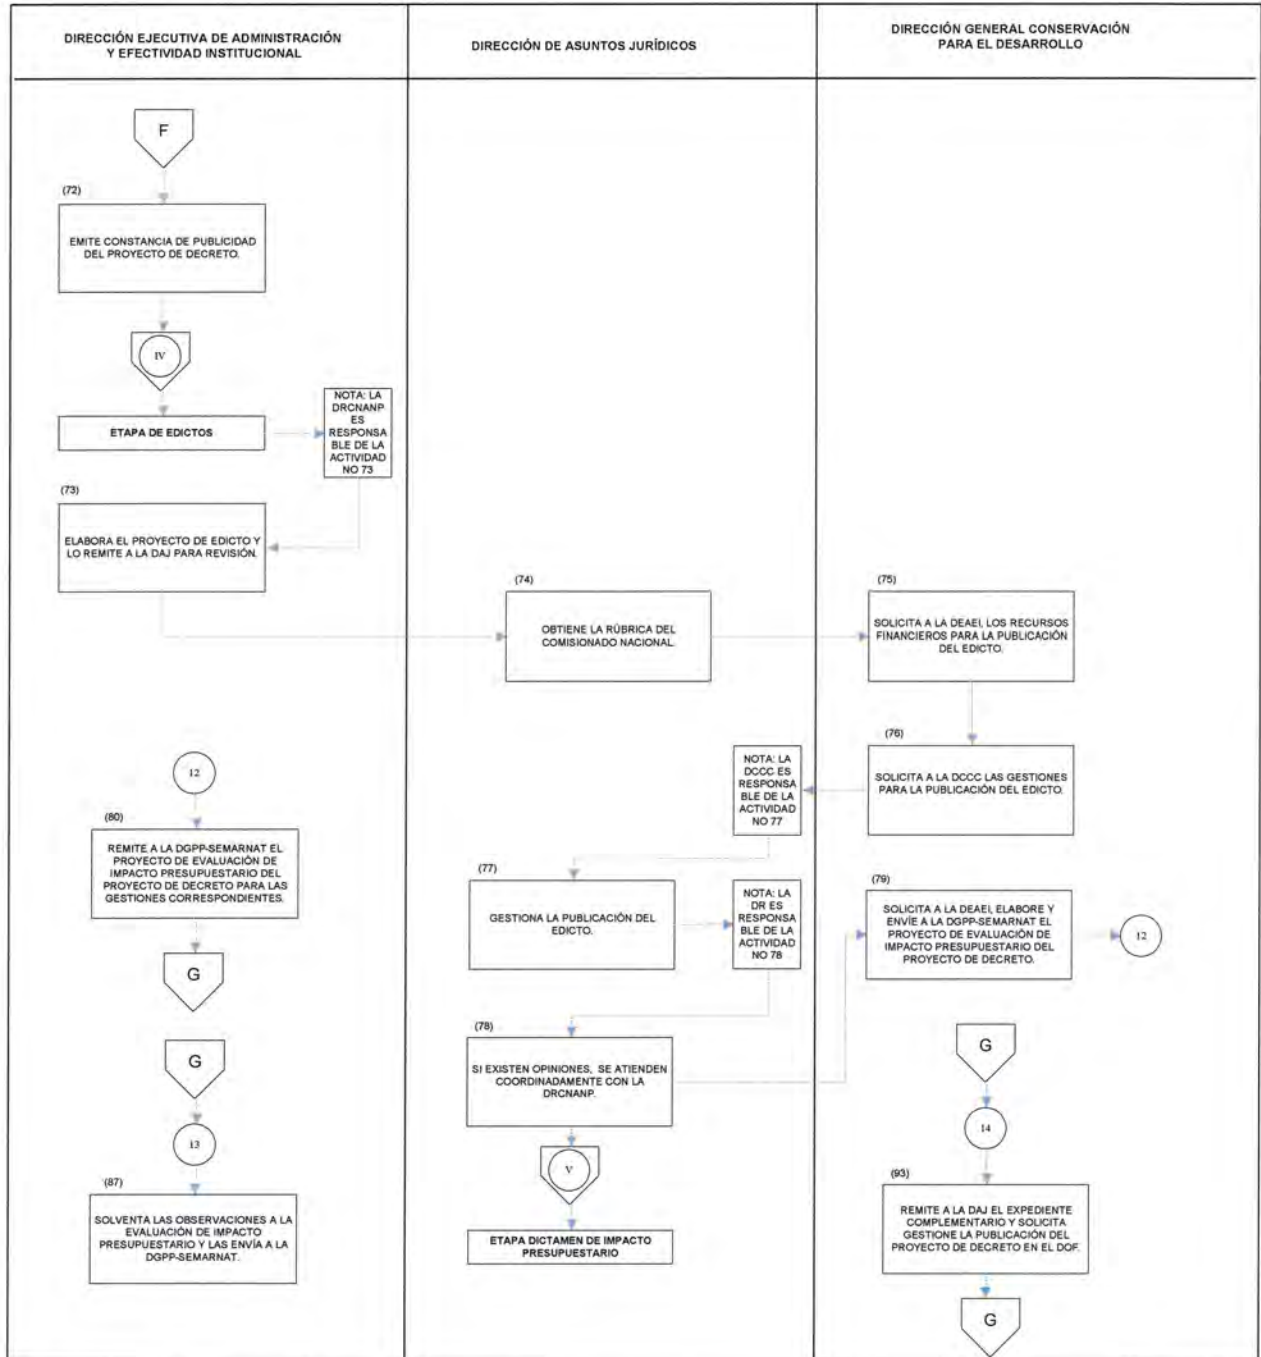 DIRECCIÓN EJECUTIVA DE ADMINISTRACIÓN
Y EFECTIVIDAD INSTITUCIONAL
DIRECCIÓN DE ASUNTOS JURÍDICOS
DIRECCIÓN GENERAL CONSERVACIÓN
PARA EL DESARROLLO
F
(72)
EMITE CONSTANCIA DE PUBLICIDAD
DEL PROYECTO DE DECRETO.
IV
ETAPA DE EDICTOS
NOTA: LA
DRCNANP
ES
RESPONSA
BLE DE LA
ACTIVIDAD
NO 73
(73)
ELABORA EL PROYECTO DE EDICTO Y
LO REMITE A LA DAJ PARA REVISIÓN.
(74)
OBTIENE LA RÚBRICA DEL
COMISIONADO NACIONAL.
(75)
SOLICITA A LA DEAEI, LOS RECURSOS
FINANCIEROS PARA LA PUBLICACIÓN
DEL EDICTO.
(76)
SOLICITA A LA DCCC LAS GESTIONES
PARA LA PUBLICACIÓN DEL EDICTO.
NOTA: LA
DCCC ES
RESPONSA
BLE DE LA
ACTIVIDAD
NO 77
(77)
GESTIONA LA PUBLICACIÓN DEL
EDICTO.
NOTA: LA
DR ES
RESPONSA
BLE DE LA
ACTIVIDAD
NO 78
(78)
SI EXISTEN OPINIONES, SE ATIENDEN
COORDINADAMENTE CON LA
DRCNANP.
V
ETAPA DICTAMEN DE IMPACTO
PRESUPUESTARIO
(79)
SOLICITA A LA DEAEI, ELABORE Y
ENVÍE A LA DGPP-SEMARNAT EL
PROYECTO DE EVALUACIÓN DE
IMPACTO PRESUPUESTARIO DEL
PROYECTO DE DECRETO.
12
12
(80)
REMITE A LA DGPP-SEMARNAT EL
PROYECTO DE EVALUACIÓN DE
IMPACTO PRESUPUESTARIO DEL
PROYECTO DE DECRETO PARA LAS
GESTIONES CORRESPONDIENTES.
G
G
13
(87)
SOLVENTA LAS OBSERVACIONES A LA
EVALUACIÓN DE IMPACTO
PRESUPUESTARIO Y LAS ENVÍA A LA
DGPP-SEMARNAT.
G
14
(93)
REMITE A LA DAJ EL EXPEDIENTE
COMPLEMENTARIO Y SOLICITA
GESTIONE LA PUBLICACIÓN DEL
PROYECTO DE DECRETO EN EL DOF.
G